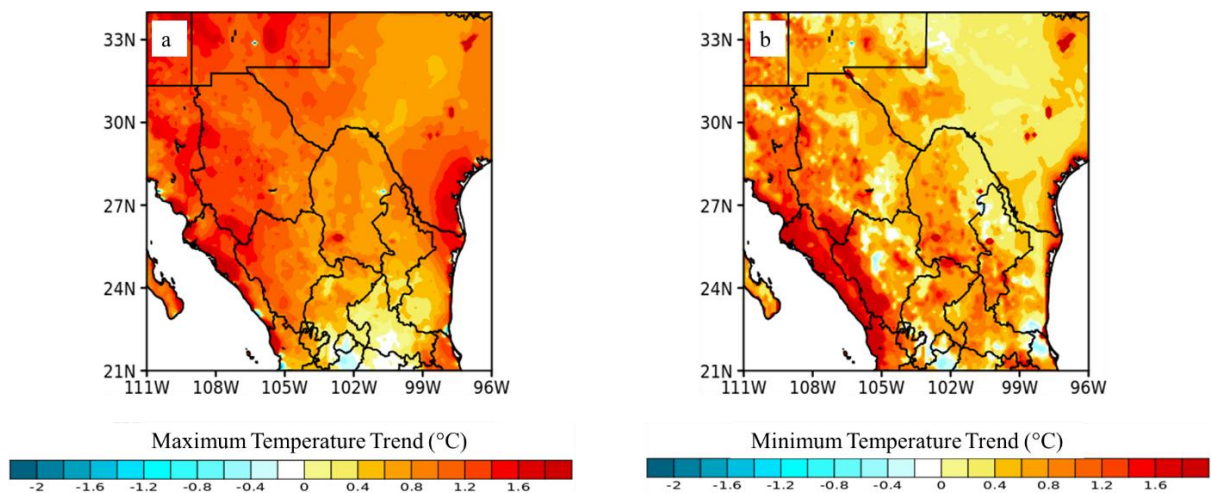 a
33N
30N
27N
24N
21N
111W 108W 105W 102W 99W 96W
Maximum Temperature Trend (°C)
-2 -1.6 -1.2 -0.8 -0.4 0 0.4 0.8 1.2 1.6
b
33N
30N
27N
24N
21N
111W 108W 105W 102W 99W 96W
Minimum Temperature Trend (°C)
-2 -1.6 -1.2 -0.8 -0.4 0 0.4 0.8 1.2 1.6